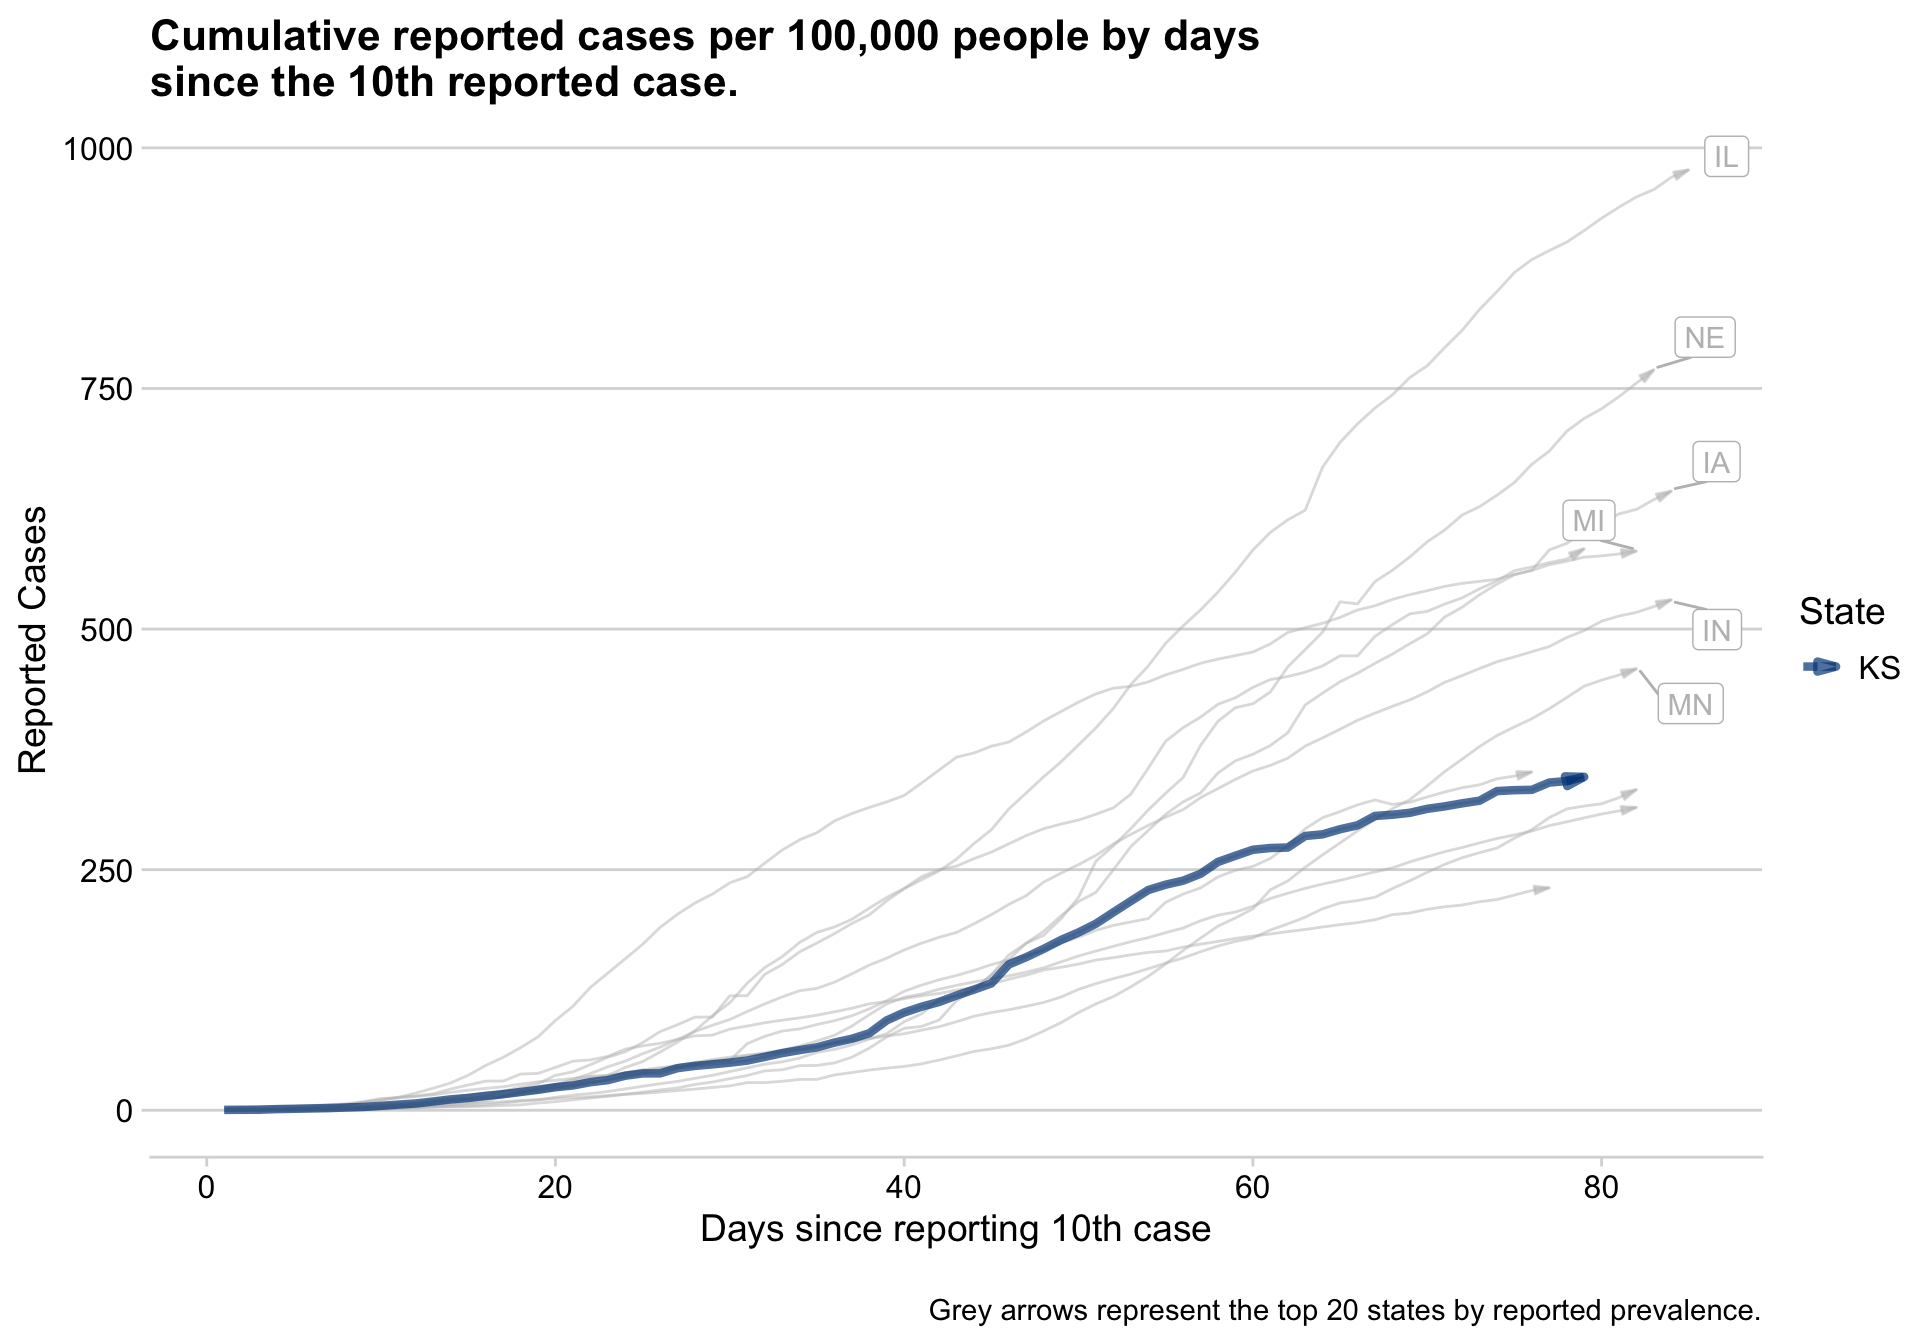 Cumulative reported cases per 100,000 people by days
since the 10th reported case.
1000
750
500
250
0
Reported Cases
IL
NE
IA
MI
IN
MN
State
KS
0 20 40 60 80
Days since reporting 10th case
Grey arrows represent the top 20 states by reported prevalence.